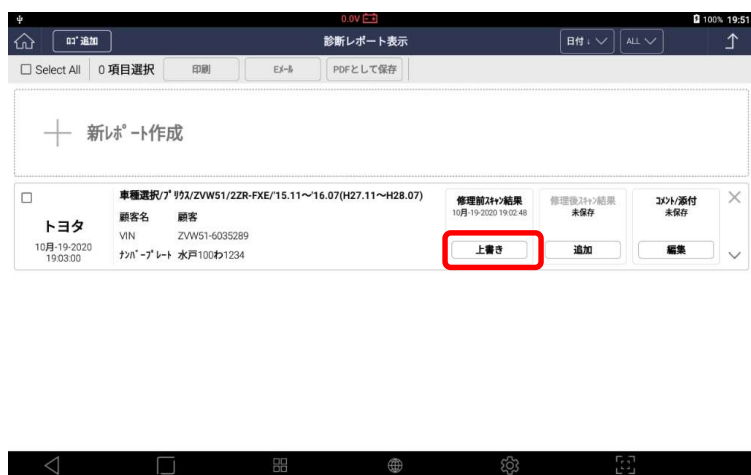 0.0V
100% 19:51
ﾛｺﾞ追加
診断レポート表示
日付↓
ALL
Select All
0 項目選択
印刷
Eﾒｰﾙ
PDFとして保存
新ﾚﾎﾟｰﾄ作成
車種選択/ﾌﾟﾘｳｽ/ZVW51/2ZR-FXE/'15.11～'16.07(H27.11～H28.07)
トヨタ
10月-19-2020
19:03:00
顧客名 顧客
VIN ZVW51-6035289
ﾅﾝﾊﾞｰﾌﾟﾚｰﾄ 水戸100わ1234
修理前ｽｷｬﾝ結果
10月-19-2020 19:02:48
上書き
修理後ｽｷｬﾝ結果
未保存
追加
ｺﾒﾝﾄ/添付
未保存
編集